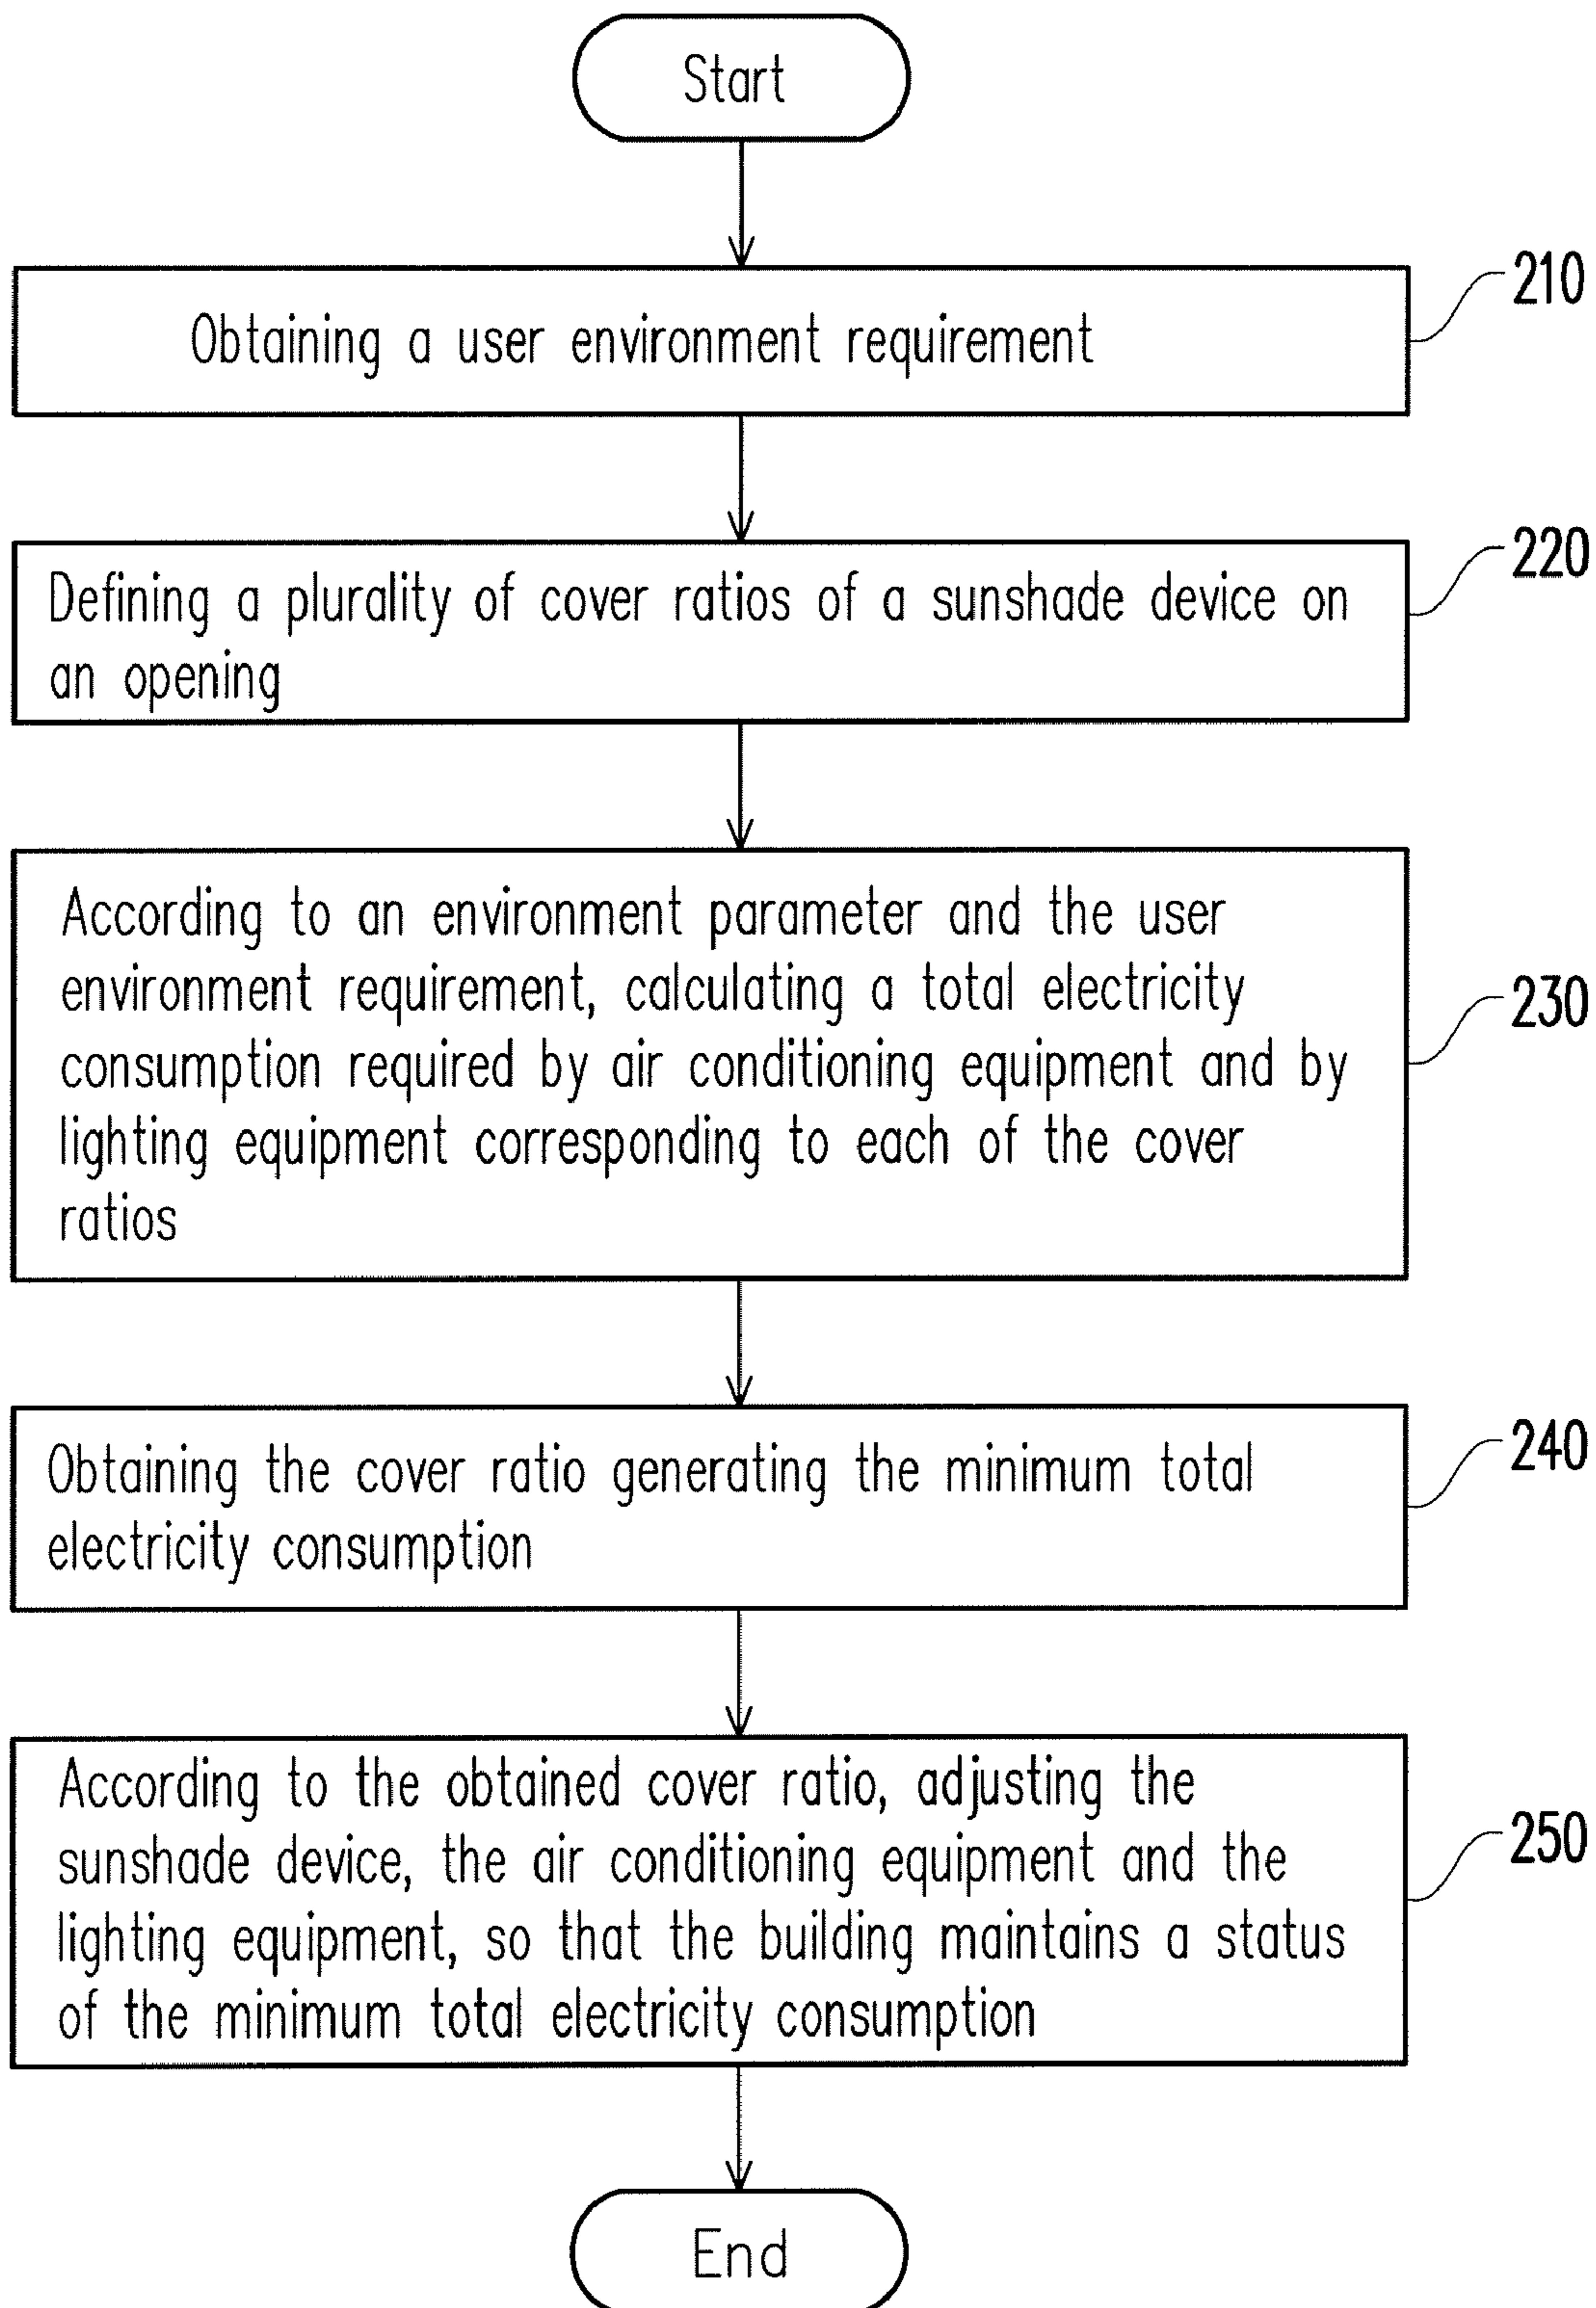 Start
210
Obtaining a user environment requirement
220
Defining a plurality of cover ratios of a sunshade device on
an opening
According to an environment parameter and the user
environment requirement, calculating a total electricity
230
consumption required by air conditioning equipment and by
lighting equipment corresponding to each of the cover
ratios
240
Obtaining the cover ratio generating the minimum total
electricity consumption
According to the obtained cover ratio, adjusting the
250
sunshade device, the air conditioning equipment and the
lighting equipment, so that the building maintains a status
of the minimum total electricity consumption
End